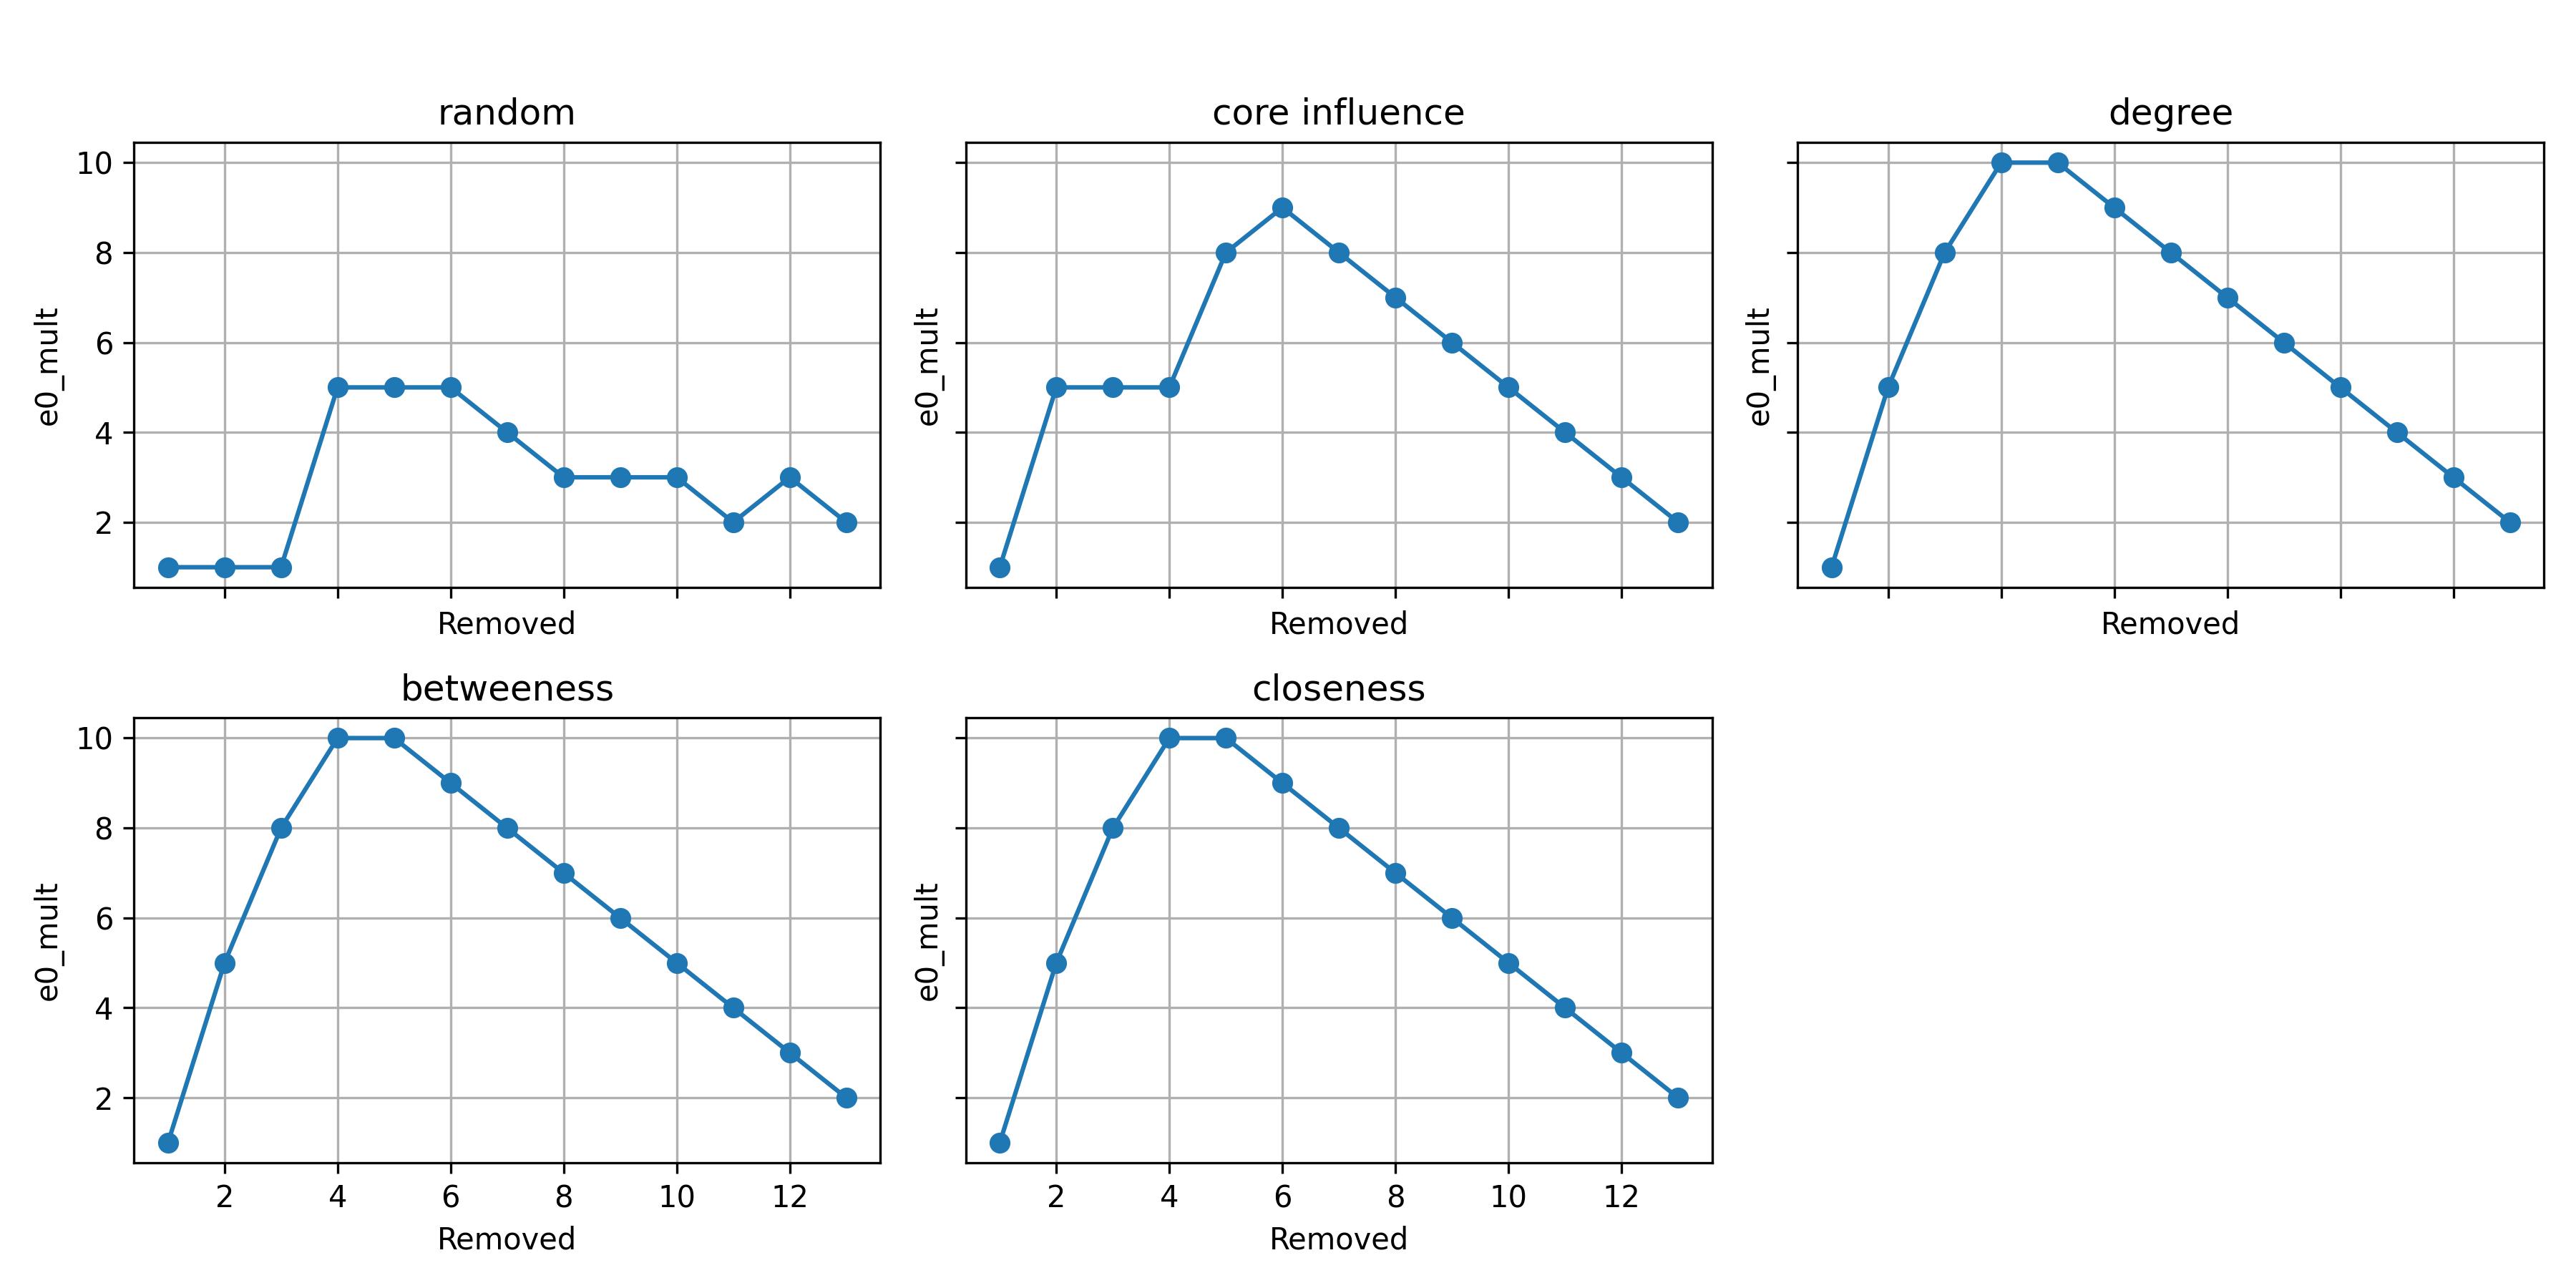 random
core influence
degree
10
8
6
4
2
e0_mult
e0_mult
e0_mult
Removed
Removed
Removed
betweeness
closeness
10
8
6
4
2
e0_mult
e0_mult
2 4 6 8 10 12
2 4 6 8 10 12
Removed
Removed